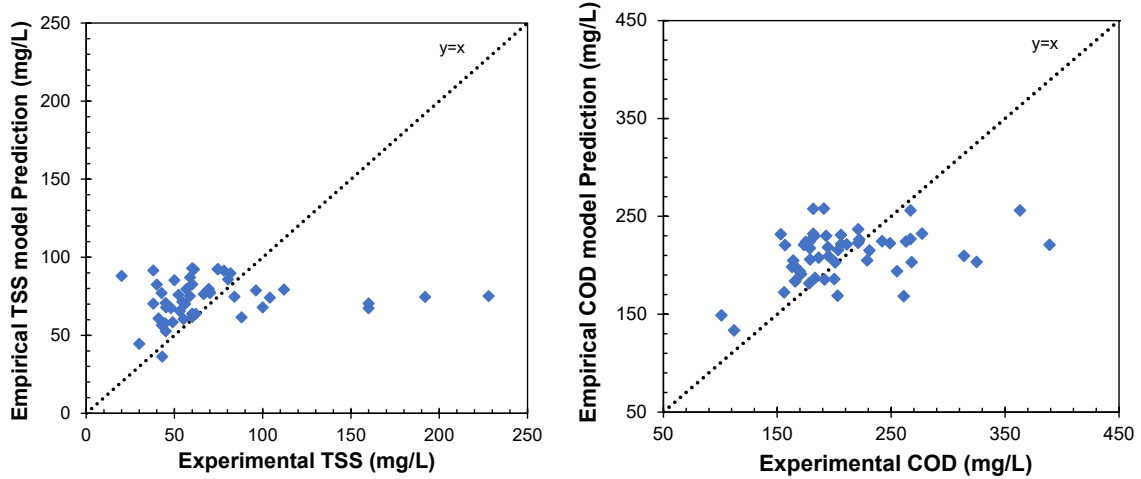 Empirical TSS model Prediction (mg/L)
250
200
150
100
50
0
y=x
0 50 100 150 200 250
Experimental TSS (mg/L)
Empirical COD model Prediction (mg/L)
450
350
250
150
50
y=x
50 150 250 350 450
Experimental COD (mg/L)